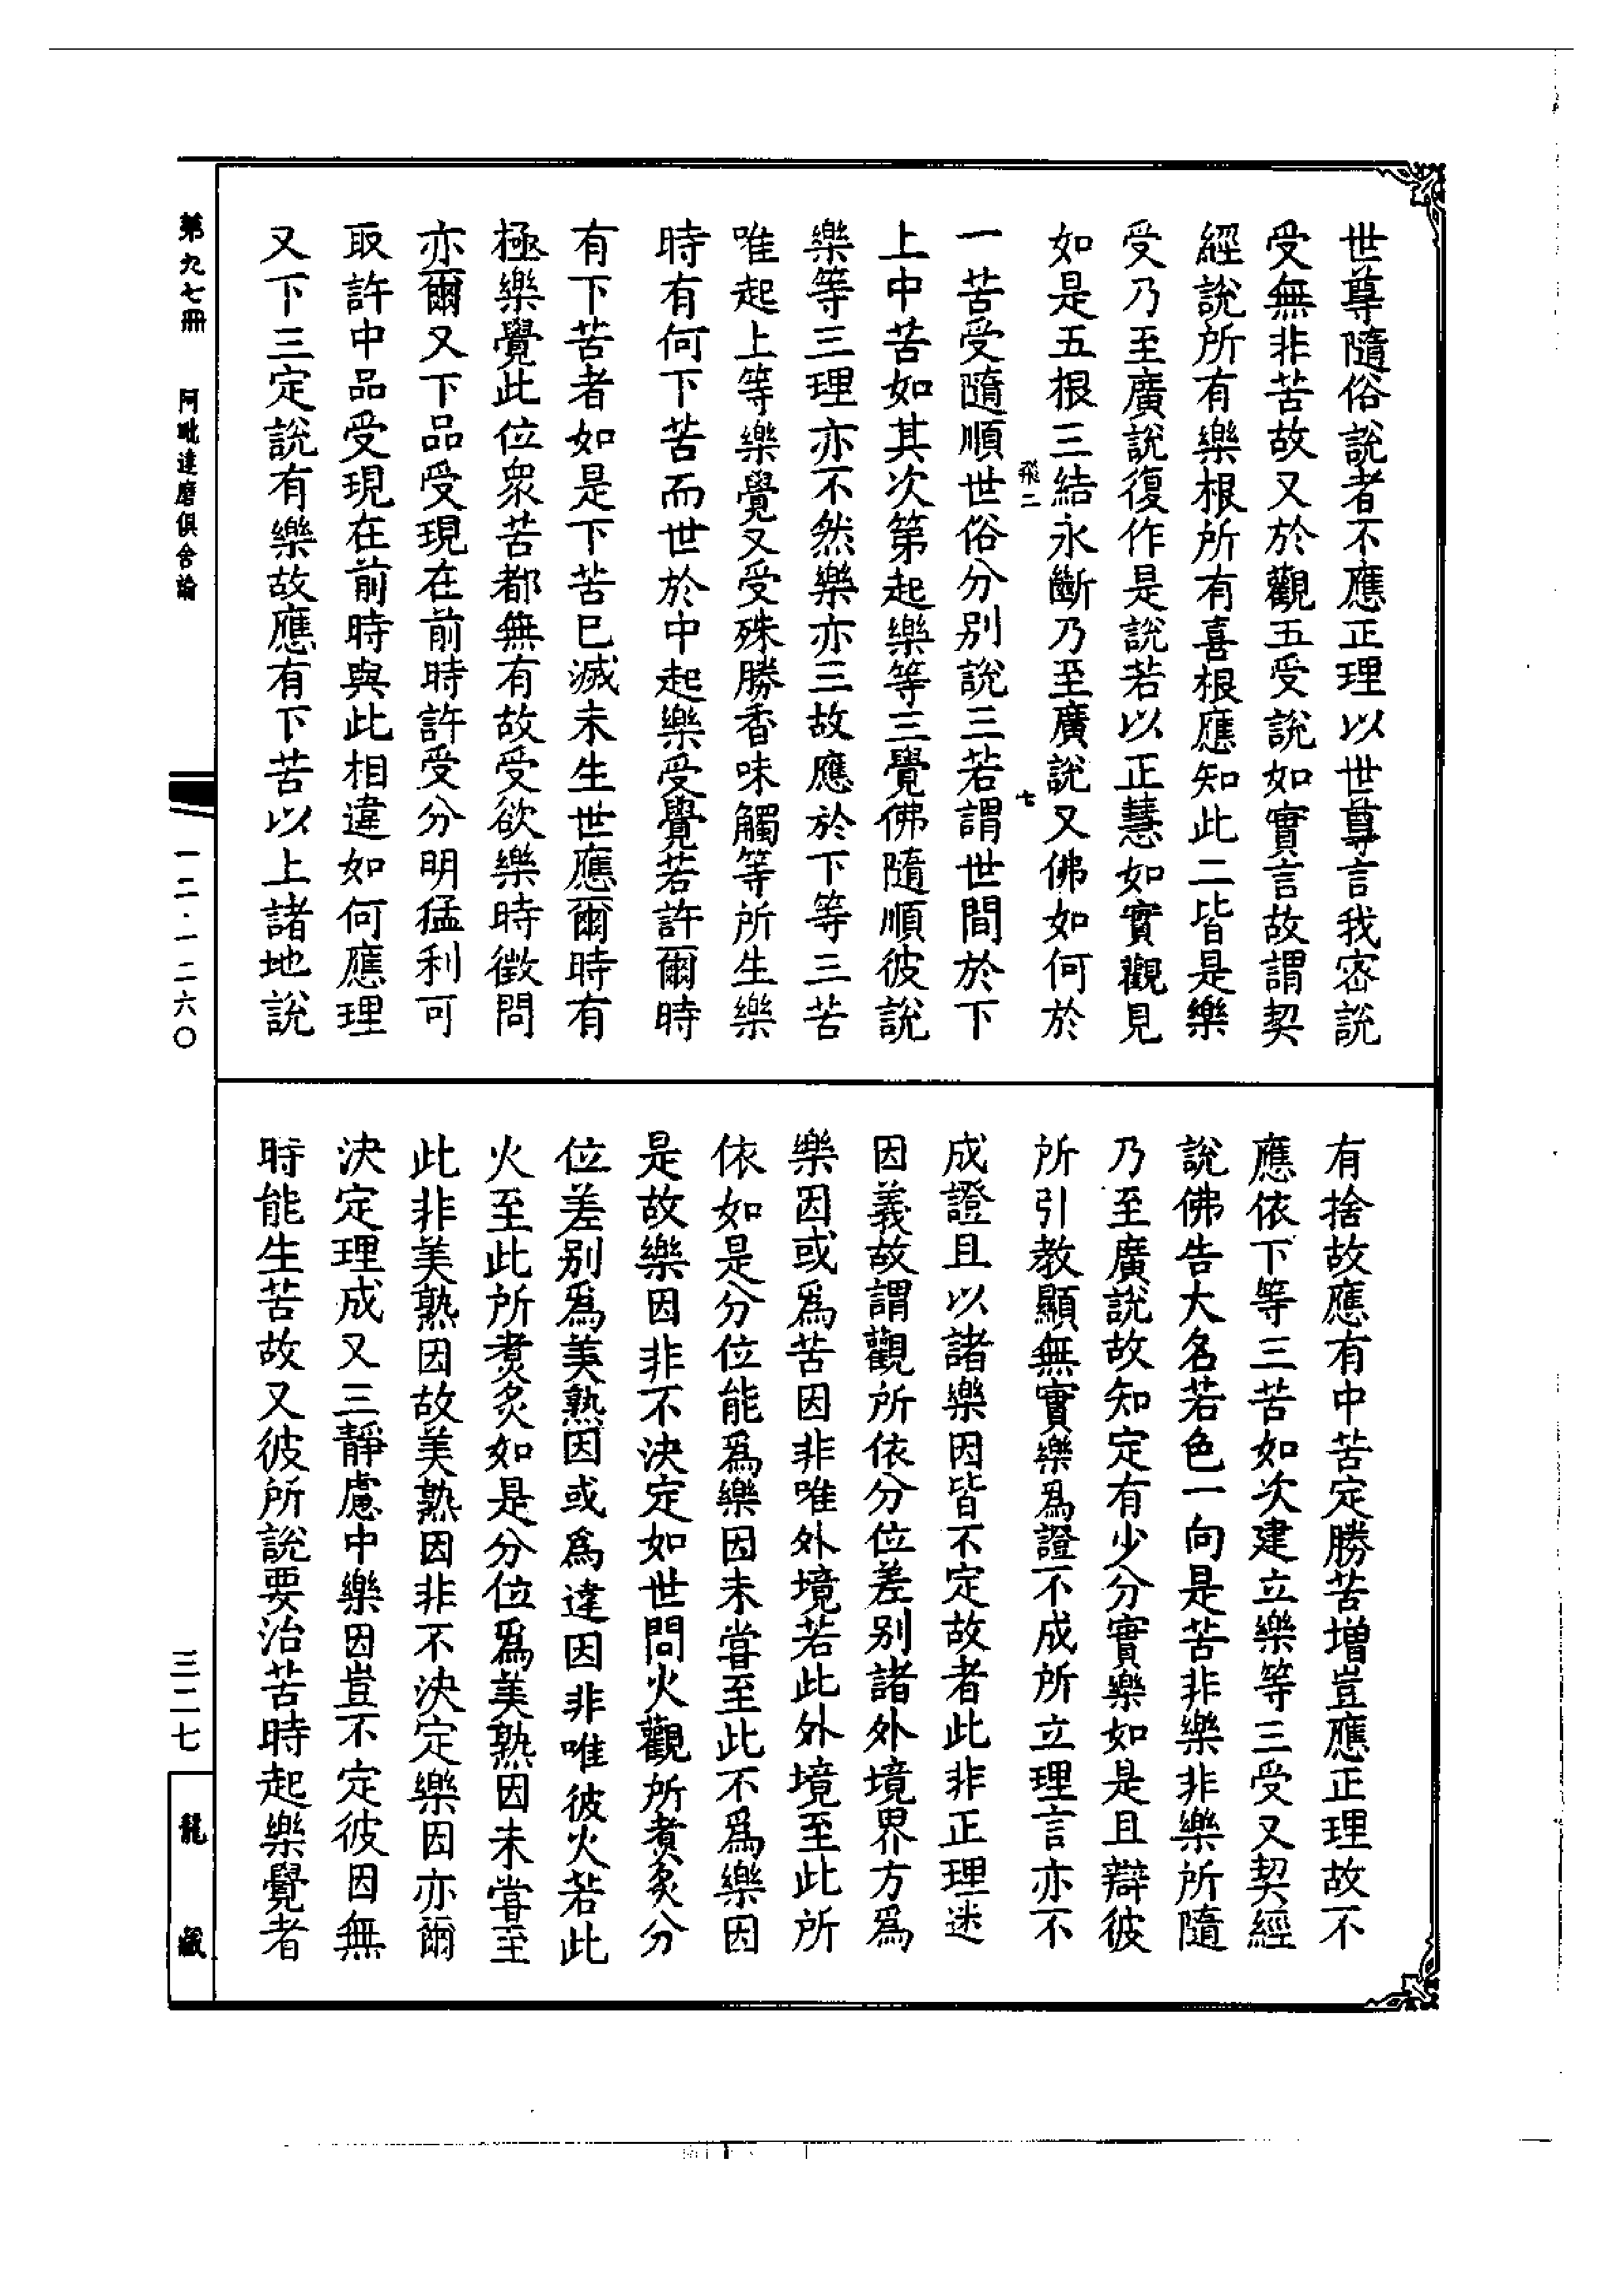 世尊隨俗說者不應正理以世尊言我密說
受無非苦故又於觀五受說如實言故謂契
經說所有樂根所有喜根應知此二皆是樂
受乃至廣說復作是說若以正慧如實觀見
如是五根三結永斷乃至廣說又佛如何於
飛二
七
一苦受隨順世俗分別說三若謂世間於下
上中苦如其次第起樂等三覺佛隨順彼說
樂等三理亦不然樂亦三故應於下等三苦
唯起上等樂覺又受殊勝香味觸等所生樂
時有何下苦而世於中起樂受覺若許爾時
有下苦者如是下苦已滅未生世應爾時有
極樂覺此位眾苦都無有故受欲樂時徵問
亦爾又下品受現在前時許受分明猛利可
取許中品受現在前時與此相違如何應理
又下三定說有樂故應有下苦以上諸地說
有捨故應有中苦定勝苦增豈應正理故不
應依下等三苦如次建立樂等三受又契經
說佛告大名若色一向是苦非樂非樂所隨
乃至廣說故知定有少分實樂如是且辯彼
所引教顯無實樂為證不成所立理言亦不
成證且以諸樂因皆不定故者此非正理迷
因義故謂觀所依分位差別諸外境界方為
樂因或為苦因非唯外境若此外境至此所
依如是分位能為樂因未嘗至此不為樂因
是故樂因非不決定如世間火觀所煮炙分
位差別為美熟因或為違因非唯彼火若此
火至此所煮炙如是分位為美熟因未嘗至
此非美熟因故美熟因非不決定樂因亦爾
決定理成又三靜慮中樂因豈不定彼因無
時能生苦故又彼所說要治苦時起樂覺者
第九七冊
阿毗達磨俱舍論
一二·一二六〇
三二七
龍藏